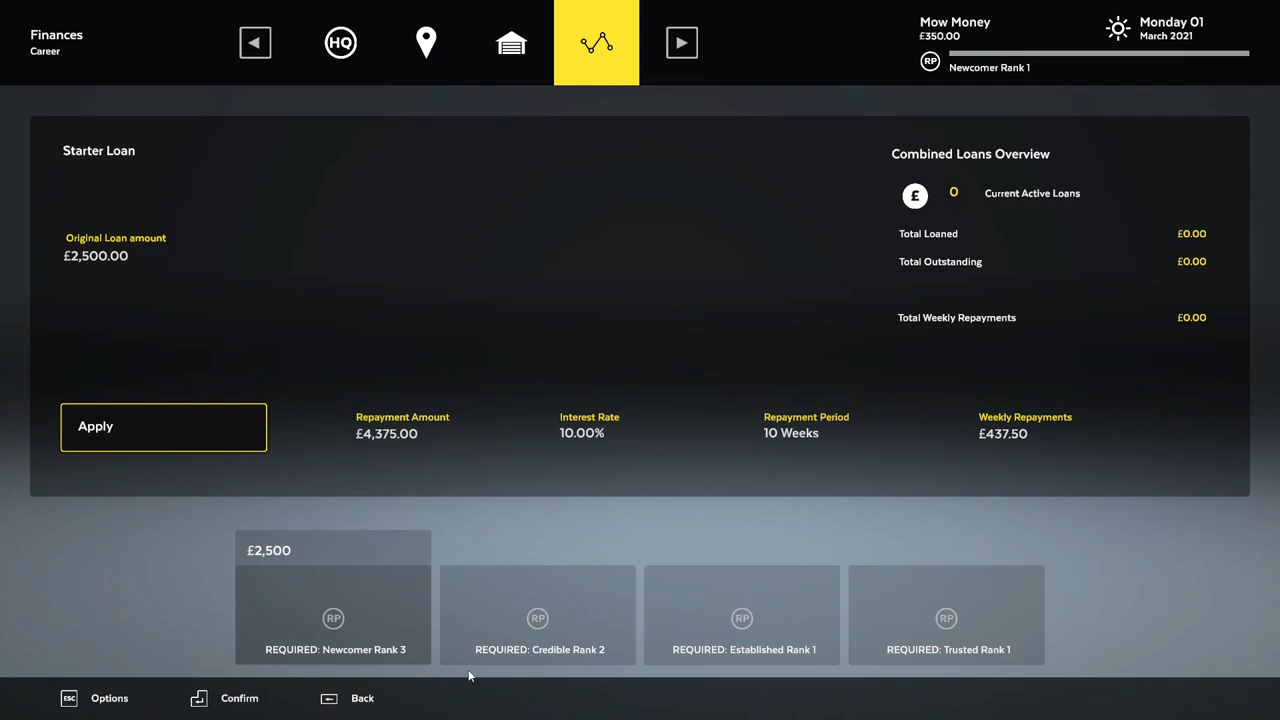 Finances
Career
HQ
Mow Money
£350.00
Monday 01
March 2021
RP
Newcomer Rank 1
Starter Loan
Original Loan amount
£2,500.00
Combined Loans Overview
£ 0 Current Active Loans
Total Loaned £0.00
Total Outstanding £0.00
Total Weekly Repayments £0.00
Apply
Repayment Amount
£4,375.00
Interest Rate
10.00%
Repayment Period
10 Weeks
Weekly Repayments
£437.50
£2,500
RP
REQUIRED: Newcomer Rank 3
RP
REQUIRED: Credible Rank 2
RP
REQUIRED: Established Rank 1
RP
REQUIRED: Trusted Rank 1
ESC Options
Confirm
Back